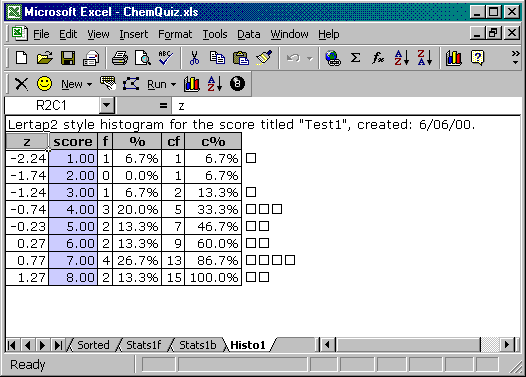 Microsoft Excel - ChemQuiz.xls
File Edit View Insert Format Tools Data Window Help
New Run
R2C1 = z
Lertap2 style histogram for the score titled "Test1", created: 6/06/00.
z score f % cf c%
-2.24 1.00 1 6.7% 1 6.7%
-1.74 2.00 0 0.0% 1 6.7%
-1.24 3.00 1 6.7% 2 13.3%
-0.74 4.00 3 20.0% 5 33.3%
-0.23 5.00 2 13.3% 7 46.7%
0.27 6.00 2 13.3% 9 60.0%
0.77 7.00 4 26.7% 13 86.7%
1.27 8.00 2 13.3% 15 100.0%
Sorted Stats1f Stats1b Histo1
Ready